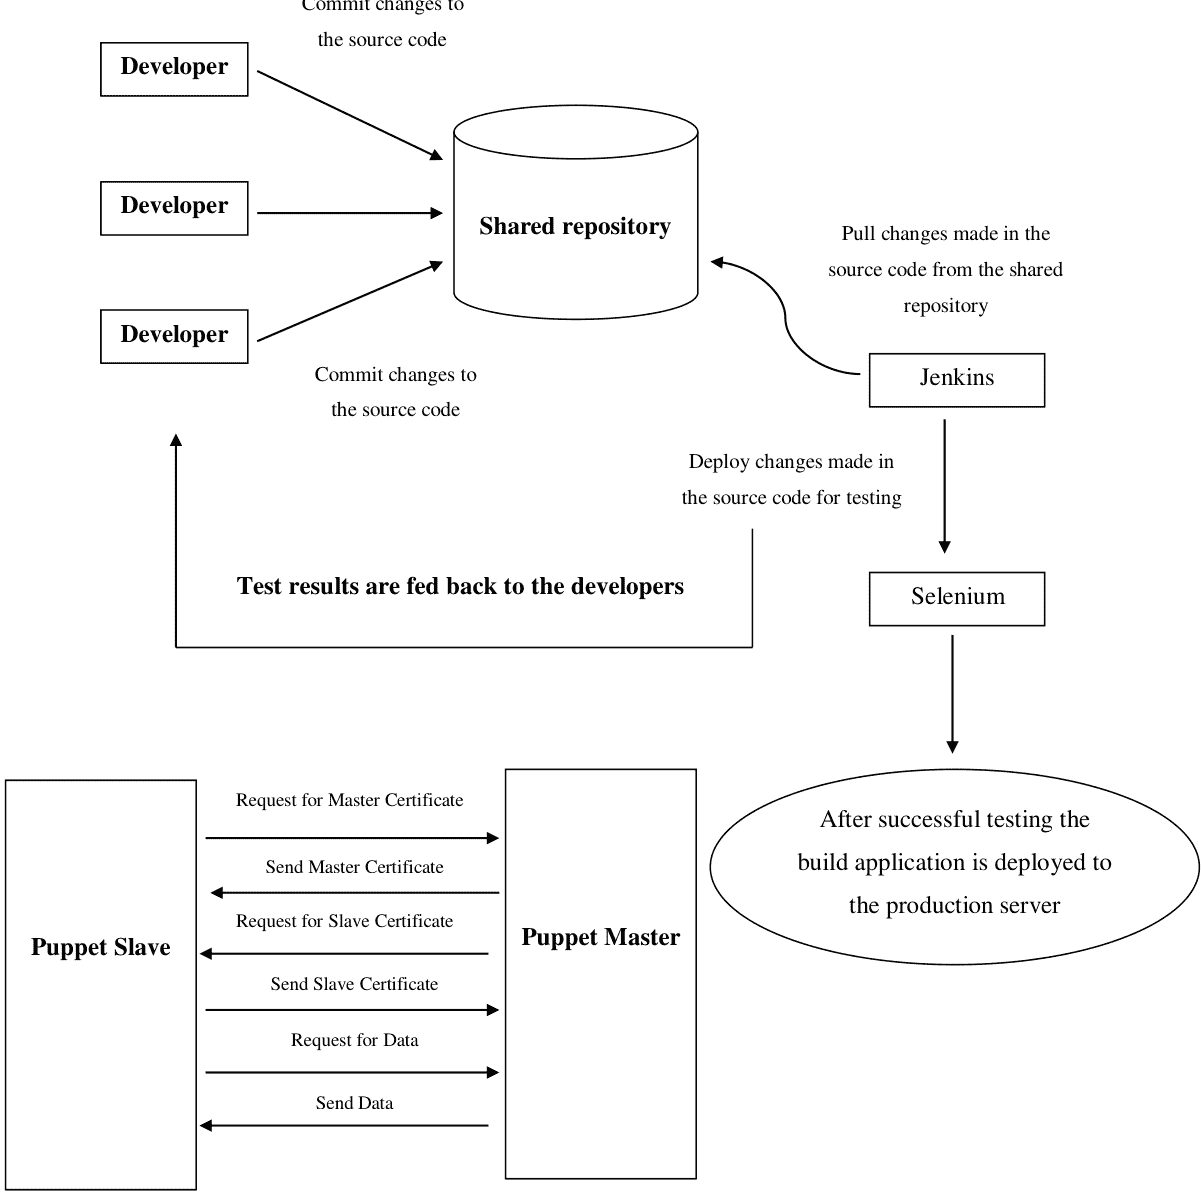 Commit changes to
the source code
Developer
Developer
Shared repository
Pull changes made in the
source code from the shared
repository
Developer
Commit changes to
the source code
Jenkins
Deploy changes made in
the source code for testing
Test results are fed back to the developers
Selenium
Request for Master Certificate
Send Master Certificate
Request for Slave Certificate
Puppet Slave
Puppet Master
Send Slave Certificate
Request for Data
Send Data
After successful testing the
build application is deployed to
the production server